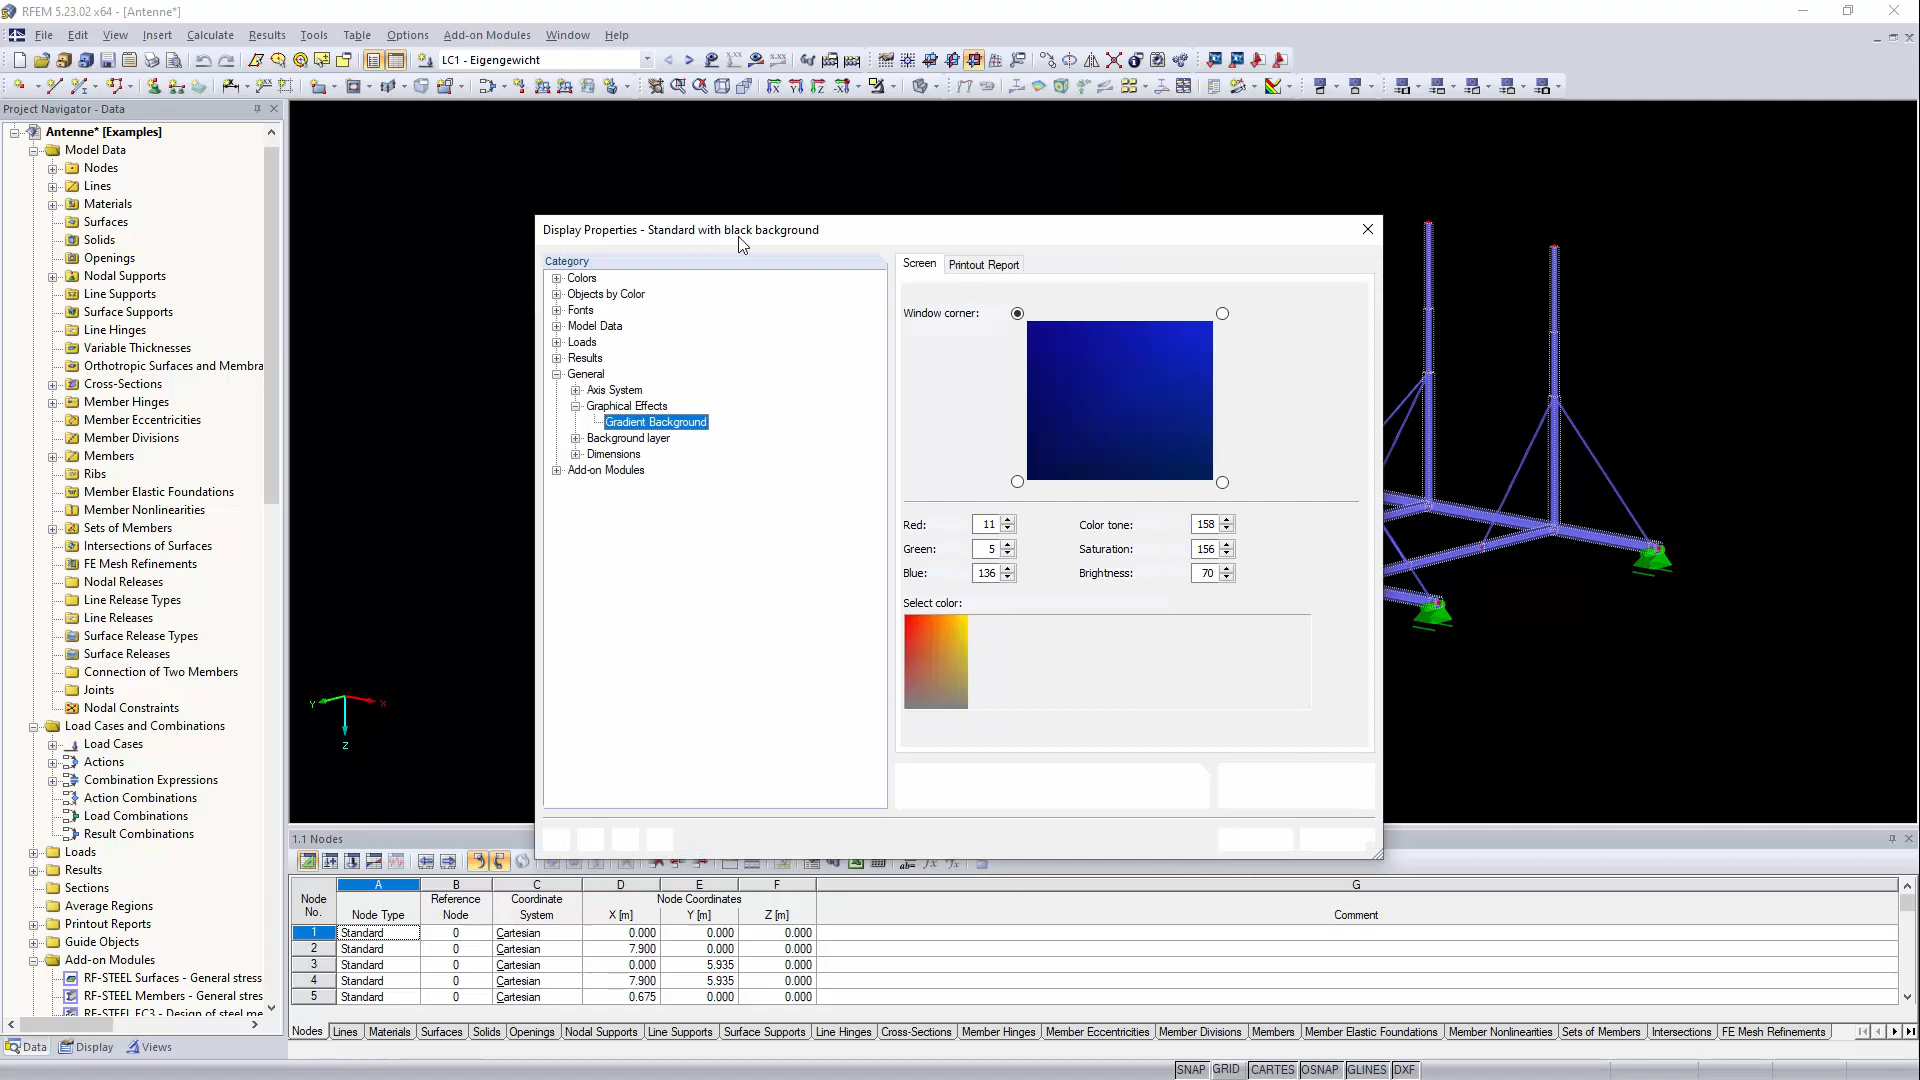 RFEM 5.23.02 x64 - [Antenne*]
File Edit View Insert Calculate Results Tools Table Options Add-on Modules Window Help
LC1 - Eigengewicht
Project Navigator - Data
Antenne* [Examples]
Model Data
Nodes
Lines
Materials
Surfaces
Solids
Openings
Nodal Supports
Line Supports
Surface Supports
Line Hinges
Variable Thicknesses
Orthotropic Surfaces and Membra
Cross-Sections
Member Hinges
Member Eccentricities
Member Divisions
Members
Ribs
Member Elastic Foundations
Member Nonlinearities
Sets of Members
Intersections of Surfaces
FE Mesh Refinements
Nodal Releases
Line Release Types
Line Releases
Surface Release Types
Surface Releases
Connection of Two Members
Joints
Nodal Constraints
Load Cases and Combinations
Load Cases
Actions
Combination Expressions
Action Combinations
Load Combinations
Result Combinations
Loads
Results
Sections
Average Regions
Printout Reports
Guide Objects
Add-on Modules
RF-STEEL Surfaces - General stress
RF-STEEL Members - General stres
RF-STEEL EC3 - Design of steel me
Data Display Views
Y X
Z
Display Properties - Standard with black background
Category
Colors
Objects by Color
Fonts
Model Data
Loads
Results
General
Axis System
Graphical Effects
Gradient Background
Background layer
Dimensions
Add-on Modules
Screen Printout Report
Window corner:
Red: 11 Color tone: 158
Green: 5 Saturation: 156
Blue: 136 Brightness: 70
Select color:
1.1 Nodes
A B C D E F G
Node Reference Coordinate Node Coordinates
No. Node Type Node System X [m] Y [m] Z [m] Comment
1 Standard 0 Cartesian 0.000 0.000 0.000
2 Standard 0 Cartesian 7.900 0.000 0.000
3 Standard 0 Cartesian 0.000 5.935 0.000
4 Standard 0 Cartesian 7.900 5.935 0.000
5 Standard 0 Cartesian 0.675 0.000 0.000
Nodes Lines Materials Surfaces Solids Openings Nodal Supports Line Supports Surface Supports Line Hinges Cross-Sections Member Hinges Member Eccentricities Member Divisions Members Member Elastic Foundations Member Nonlinearities Sets of Members Intersections FE Mesh Refinements
SNAP GRID CARTES OSNAP GLINES DXF